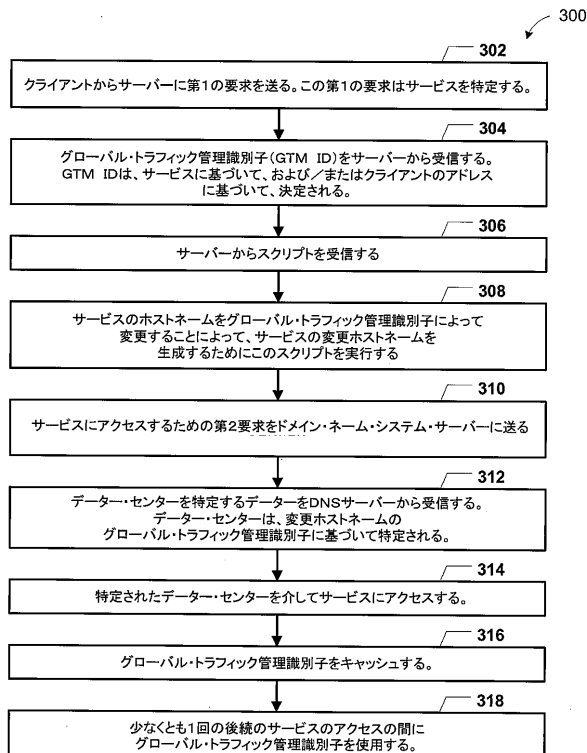 300
302
クライアントからサーバーに第1の要求を送る。この第1の要求はサービスを特定する。
304
グローバル・トラフィック管理識別子(GTM ID)をサーバーから受信する。
GTM IDは、サービスに基づいて、および/またはクライアントのアドレス
に基づいて、決定される。
306
サーバーからスクリプトを受信する
308
サービスのホストネームをグローバル・トラフィック管理識別子によって
変更することによって、サービスの変更ホストネームを
生成するためにこのスクリプトを実行する
310
サービスにアクセスするための第2要求をドメイン・ネーム・システム・サーバーに送る
312
データー・センターを特定するデーターをDNSサーバーから受信する。
データー・センターは、変更ホストネームの
グローバル・トラフィック管理識別子に基づいて特定される。
314
特定されたデーター・センターを介してサービスにアクセスする。
316
グローバル・トラフィック管理識別子をキャッシュする。
318
少なくとも1回の後続のサービスのアクセスの間に
グローバル・トラフィック管理識別子を使用する。